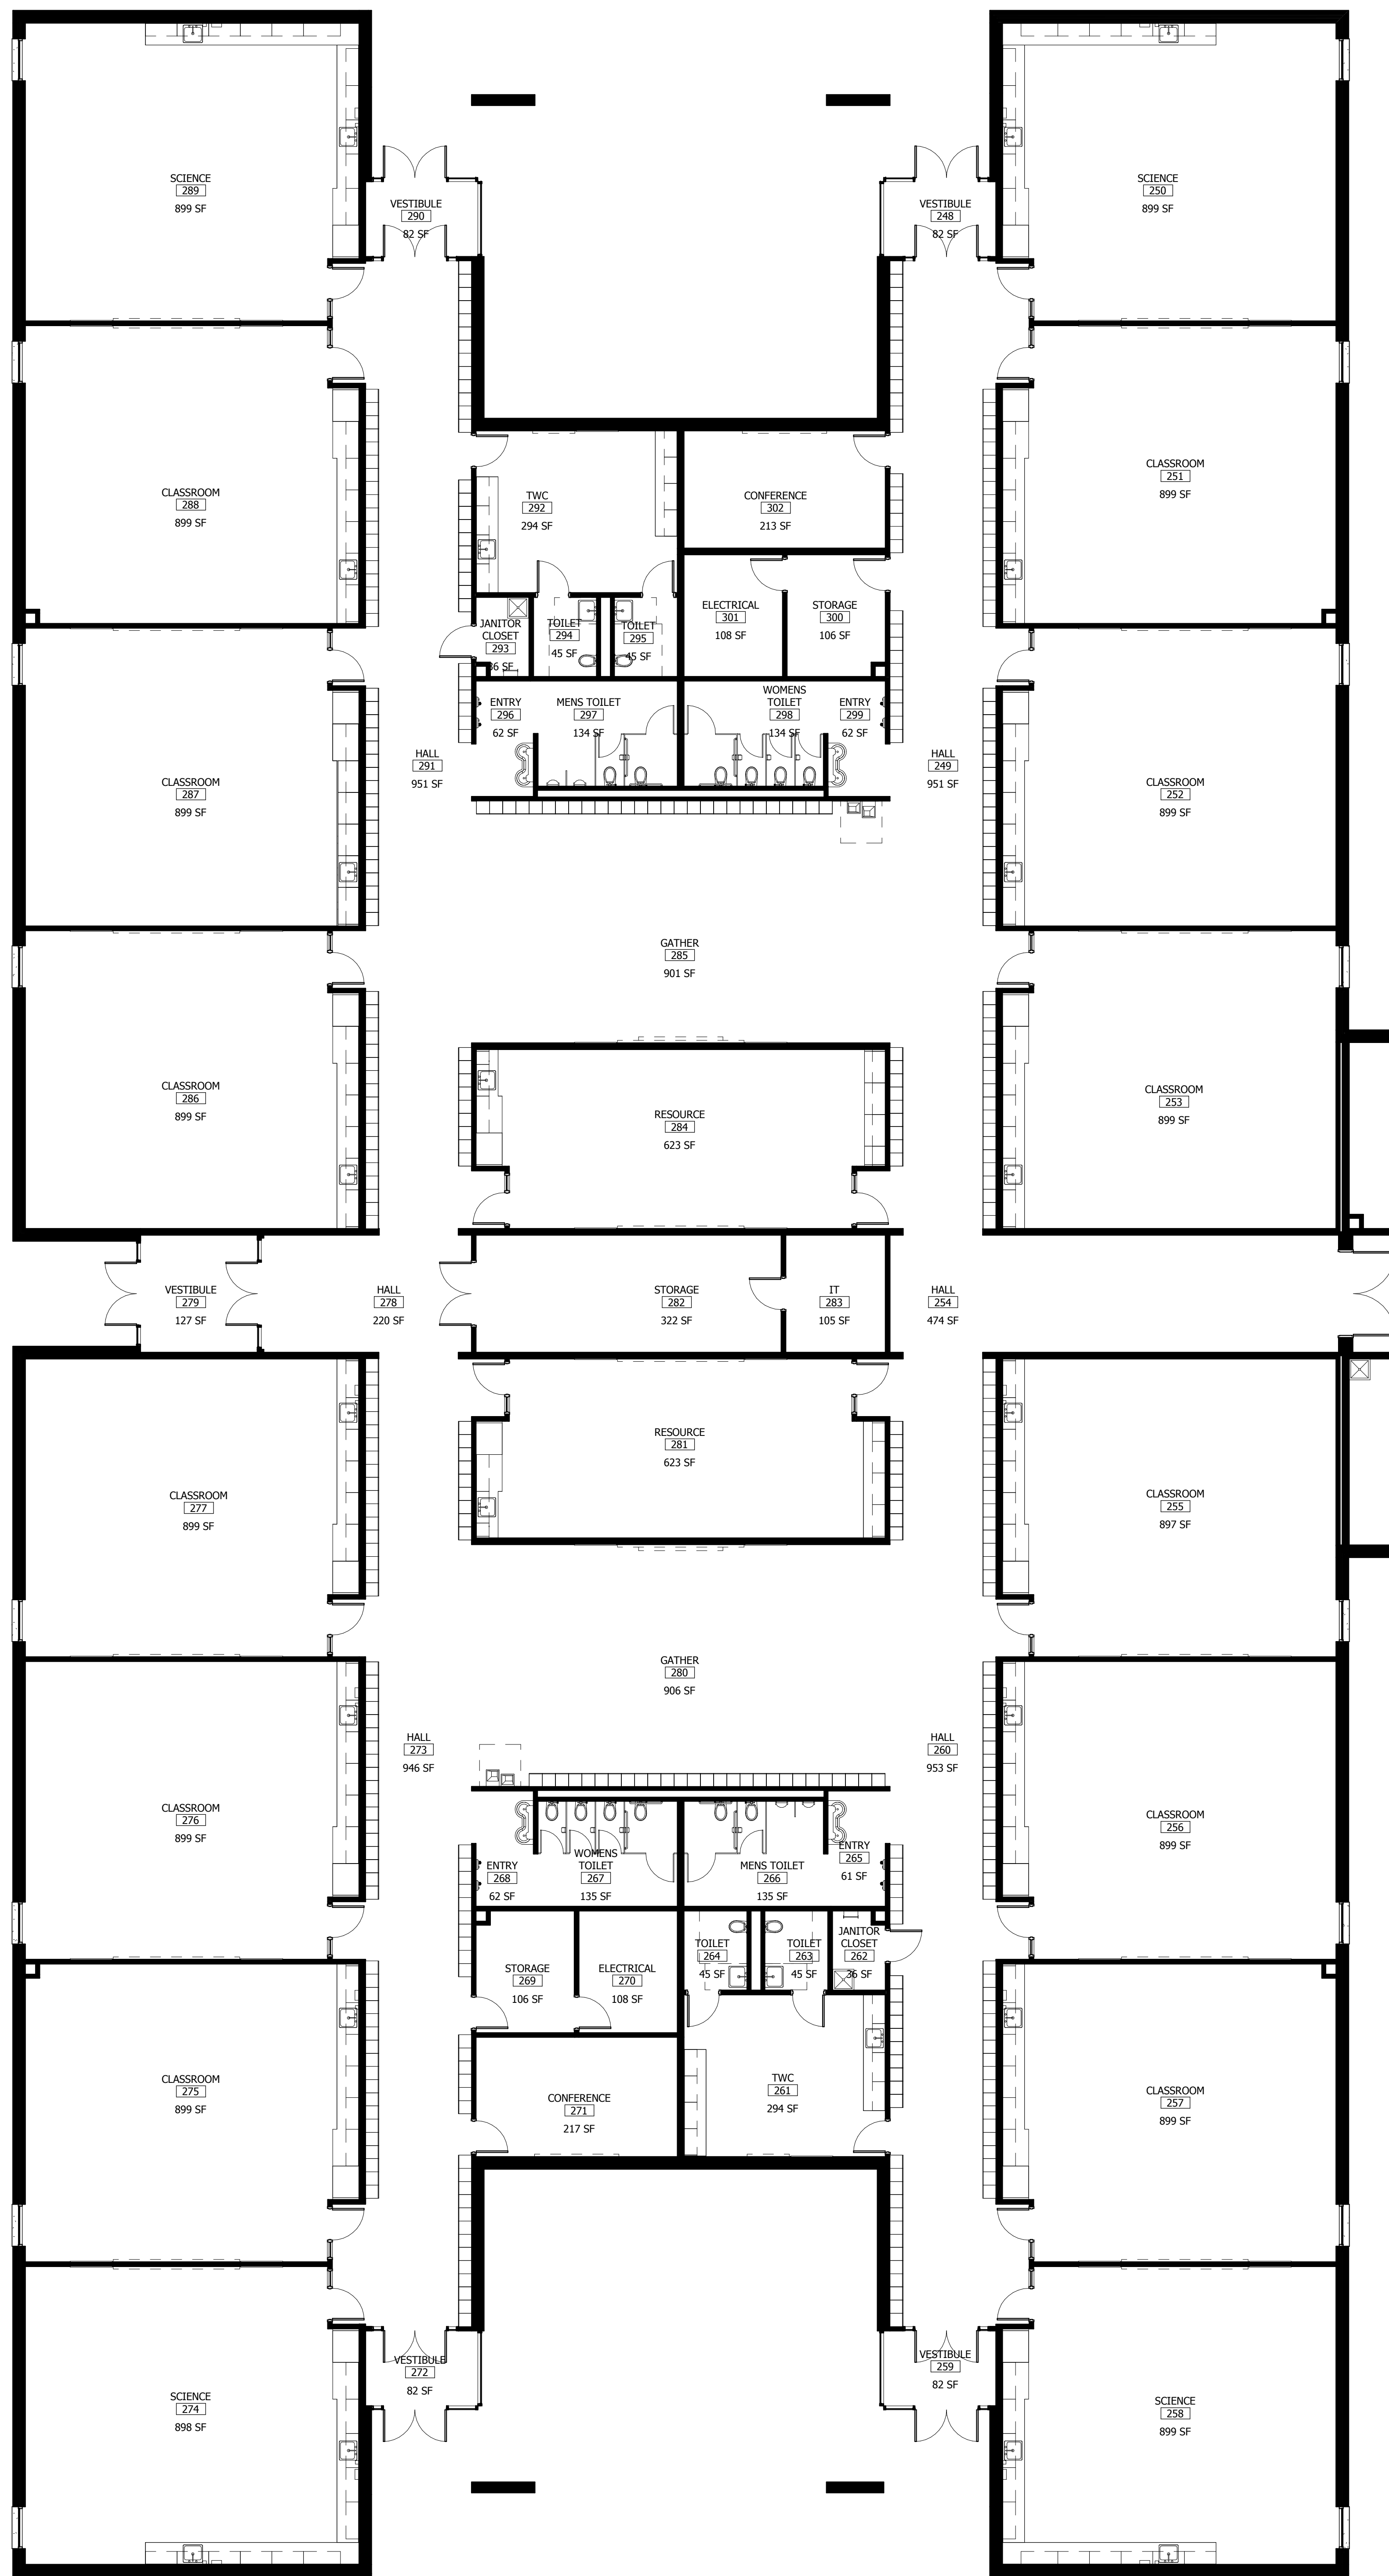 SCIENCE
289
899 SF
VESTIBULE
290
82 SF
VESTIBULE
248
82 SF
SCIENCE
250
899 SF
CLASSROOM
288
899 SF
TWC
292
294 SF
CONFERENCE
302
213 SF
CLASSROOM
251
899 SF
JANITOR
CLOSET
293
36 SF
TOILET
294
45 SF
TOILET
295
45 SF
ELECTRICAL
301
108 SF
STORAGE
300
106 SF
ENTRY
296
62 SF
MENS TOILET
297
134 SF
WOMENS
TOILET
298
134 SF
ENTRY
299
62 SF
CLASSROOM
287
899 SF
HALL
291
951 SF
HALL
249
951 SF
CLASSROOM
252
899 SF
GATHER
285
901 SF
CLASSROOM
286
899 SF
RESOURCE
284
623 SF
CLASSROOM
253
899 SF
VESTIBULE
279
127 SF
HALL
278
220 SF
STORAGE
282
322 SF
IT
283
105 SF
HALL
254
474 SF
CLASSROOM
277
899 SF
RESOURCE
281
623 SF
CLASSROOM
255
897 SF
GATHER
280
906 SF
HALL
273
946 SF
HALL
260
953 SF
CLASSROOM
276
899 SF
CLASSROOM
256
899 SF
ENTRY
268
62 SF
WOMENS
TOILET
267
135 SF
MENS TOILET
266
135 SF
ENTRY
265
61 SF
STORAGE
269
106 SF
ELECTRICAL
270
108 SF
TOILET
264
45 SF
TOILET
263
45 SF
JANITOR
CLOSET
262
36 SF
CLASSROOM
275
899 SF
CONFERENCE
271
217 SF
TWC
261
294 SF
CLASSROOM
257
899 SF
VESTIBULE
272
82 SF
VESTIBULE
259
82 SF
SCIENCE
274
898 SF
SCIENCE
258
899 SF